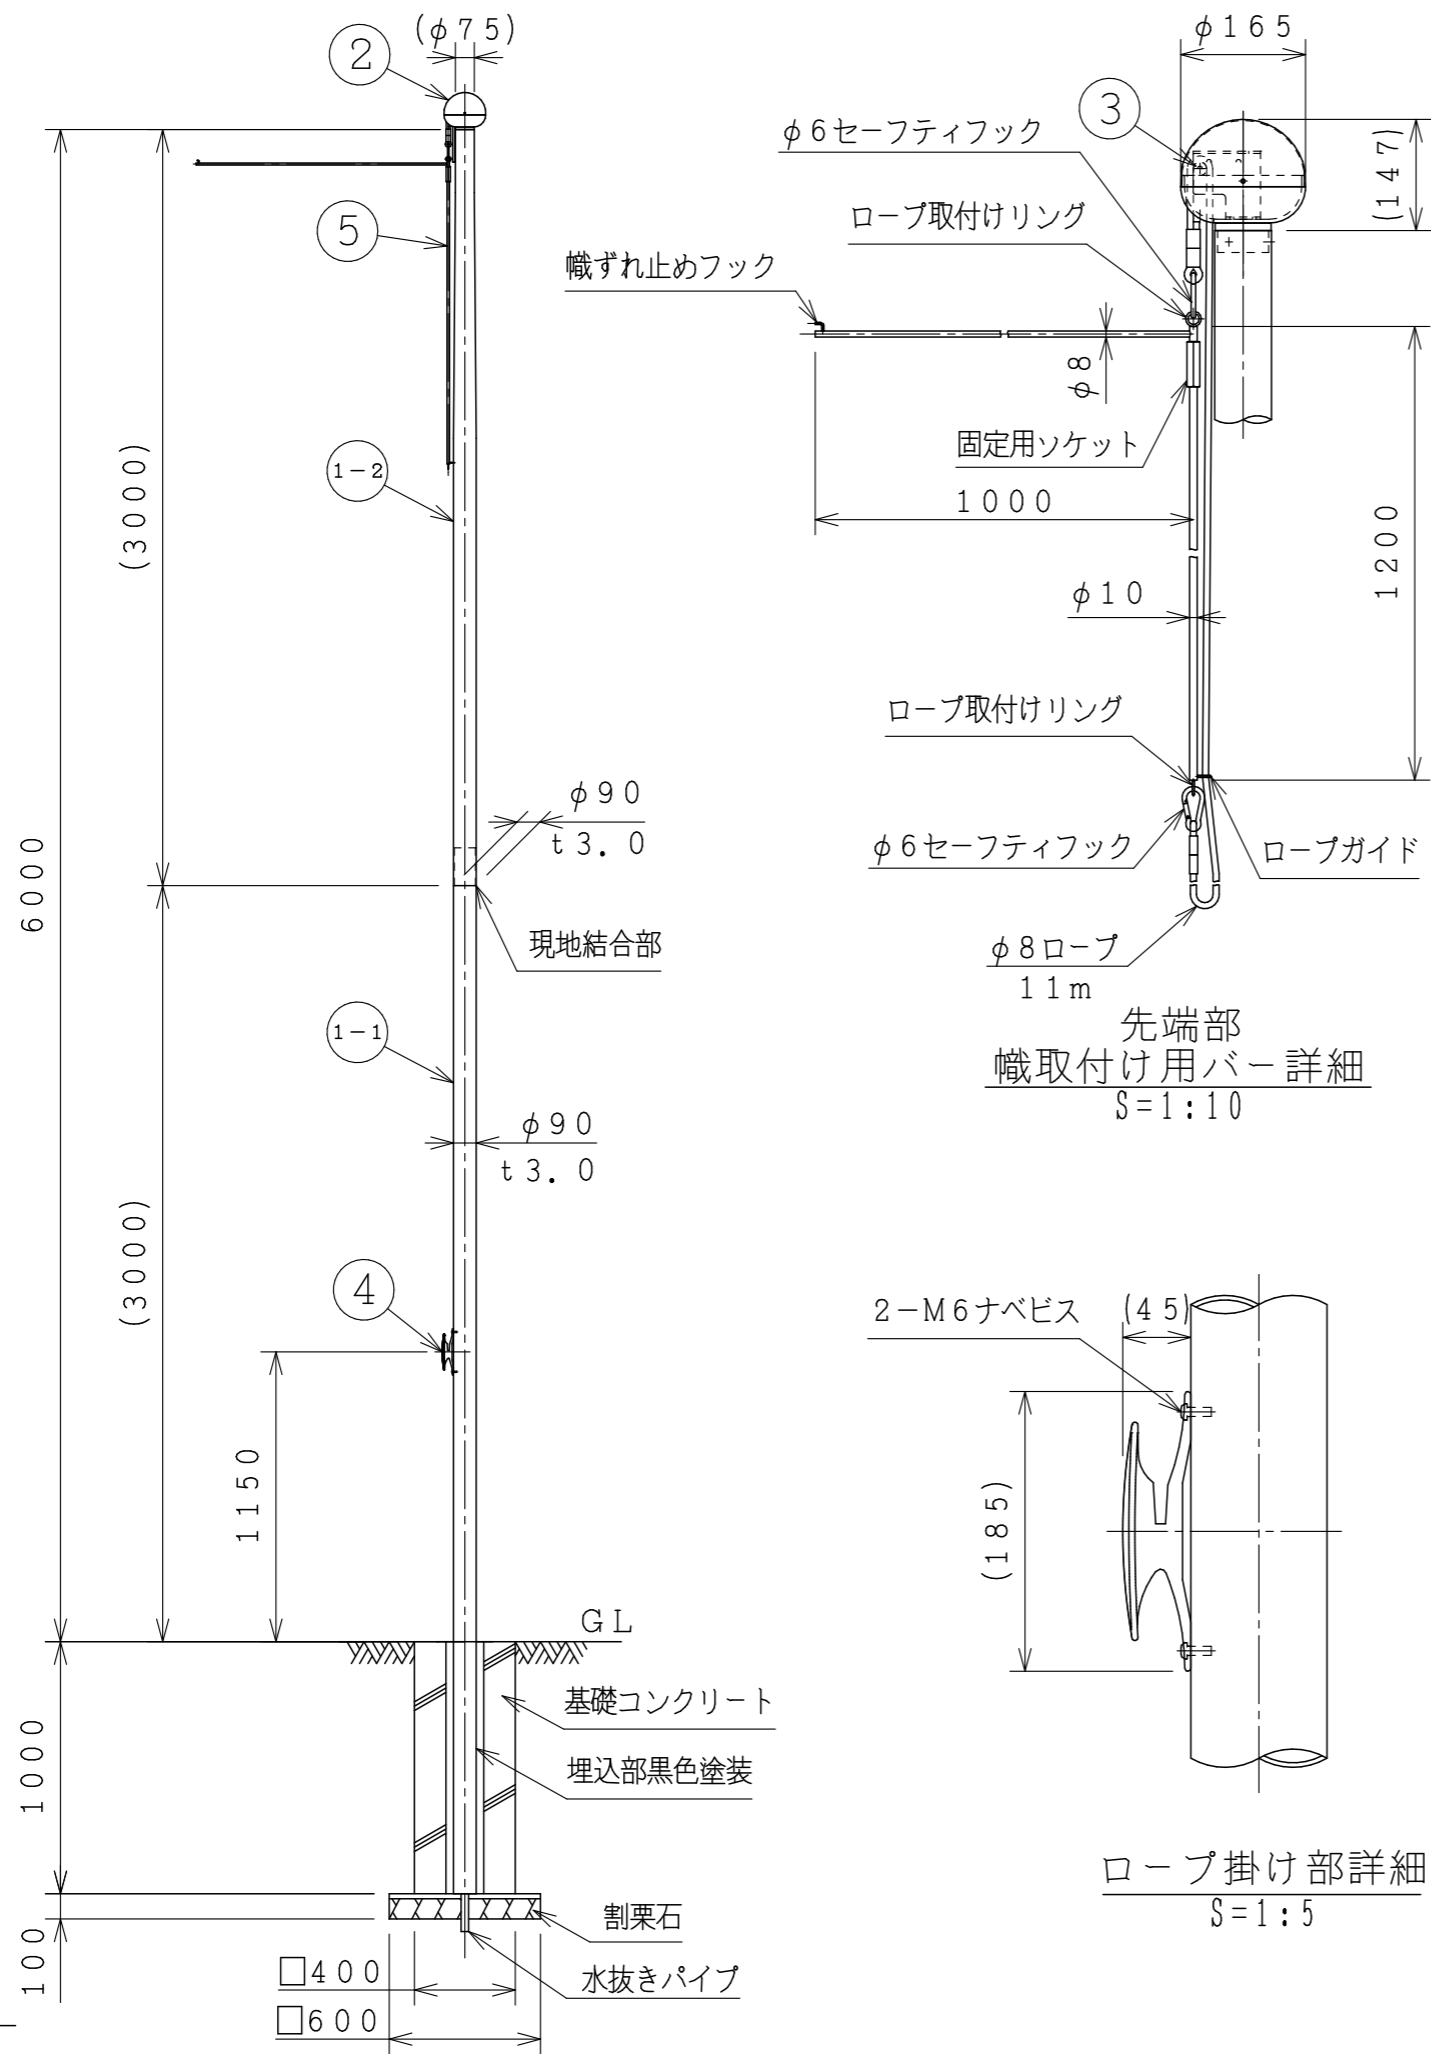 (φ75)
②
⑤
(3000)
1-2
6000
φ90
t3.0
現地結合部
1-1
φ90
t3.0
(3000)
④
1150
GL
基礎コンクリート
埋込部黒色塗装
1000
割栗石
100
水抜きパイプ
□400
□600
φ165
③
φ6セーフティフック
(147)
ロープ取付けリング
幟ずれ止めフック
φ8
固定用ソケット
1000
1200
φ10
ロープ取付けリング
φ6セーフティフック
ロープガイド
φ8ロープ
11m
先端部
幟取付け用バー詳細
S=1:10
2-M6ナベビス
(45)
(185)
ロープ掛け部詳細
S=1:5